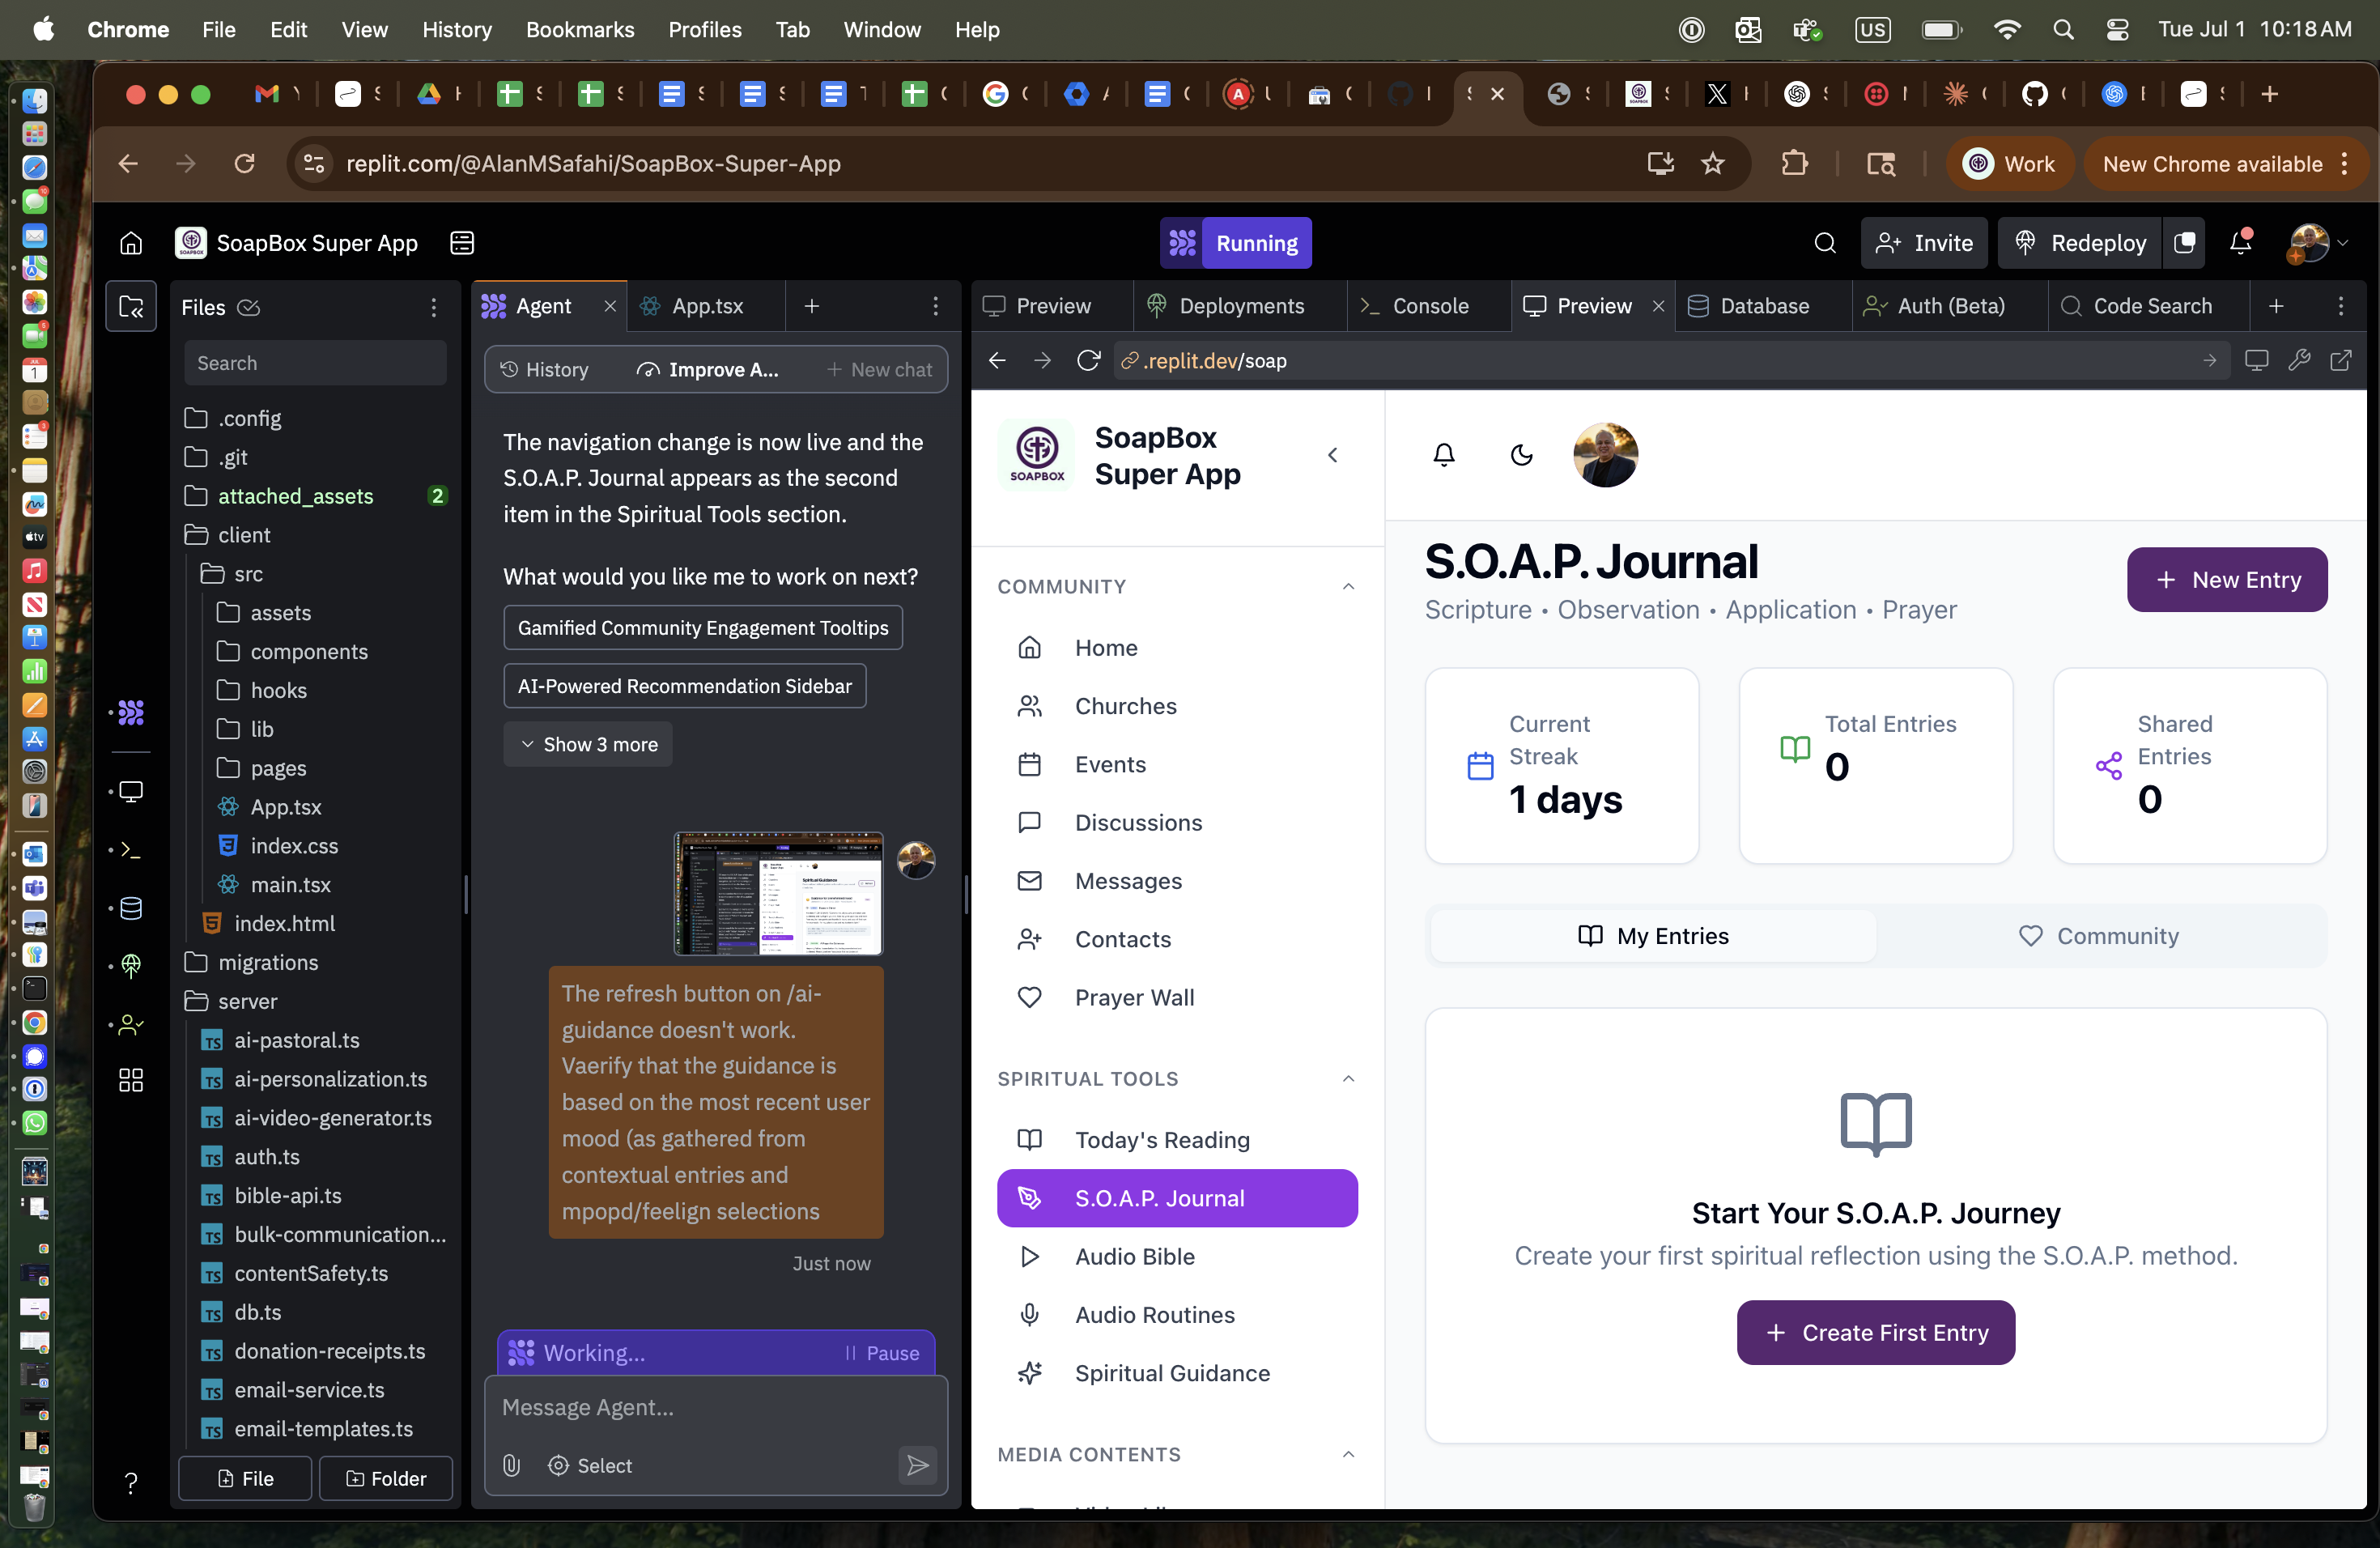 Chrome File Edit View History Bookmarks Profiles Tab Window Help
US
Tue Jul 1 10:18 AM
replit.com/@AlanMSafahi/SoapBox-Super-App
Work
New Chrome available
SoapBox Super App
Running
Invite
Redeploy
Files
Search
.config
.git
attached_assets
2
client
src
assets
components
hooks
lib
pages
App.tsx
index.css
main.tsx
index.html
migrations
server
ai-pastoral.ts
ai-personalization.ts
ai-video-generator.ts
auth.ts
bible-api.ts
bulk-communication...
contentSafety.ts
db.ts
donation-receipts.ts
email-service.ts
email-templates.ts
File
Folder
Agent
App.tsx
History
Improve A...
New chat
The navigation change is now live and the
S.O.A.P. Journal appears as the second
item in the Spiritual Tools section.
What would you like me to work on next?
Gamified Community Engagement Tooltips
AI-Powered Recommendation Sidebar
Show 3 more
The refresh button on /ai-
guidance doesn't work.
Vaerify that the guidance is
based on the most recent user
mood (as gathered from
contextual entries and
mpopd/feelign selections
Just now
Working...
Pause
Message Agent...
Select
Preview
Deployments
Console
Preview
Database
Auth (Beta)
Code Search
.replit.dev/soap
SOAPBOX
SoapBox
Super App
COMMUNITY
Home
Churches
Events
Discussions
Messages
Contacts
Prayer Wall
SPIRITUAL TOOLS
Today's Reading
S.O.A.P. Journal
Audio Bible
Audio Routines
Spiritual Guidance
MEDIA CONTENTS
S.O.A.P. Journal
Scripture • Observation • Application • Prayer
New Entry
Current
Streak
1 days
Total Entries
0
Shared
Entries
0
My Entries
Community
Start Your S.O.A.P. Journey
Create your first spiritual reflection using the S.O.A.P. method.
Create First Entry